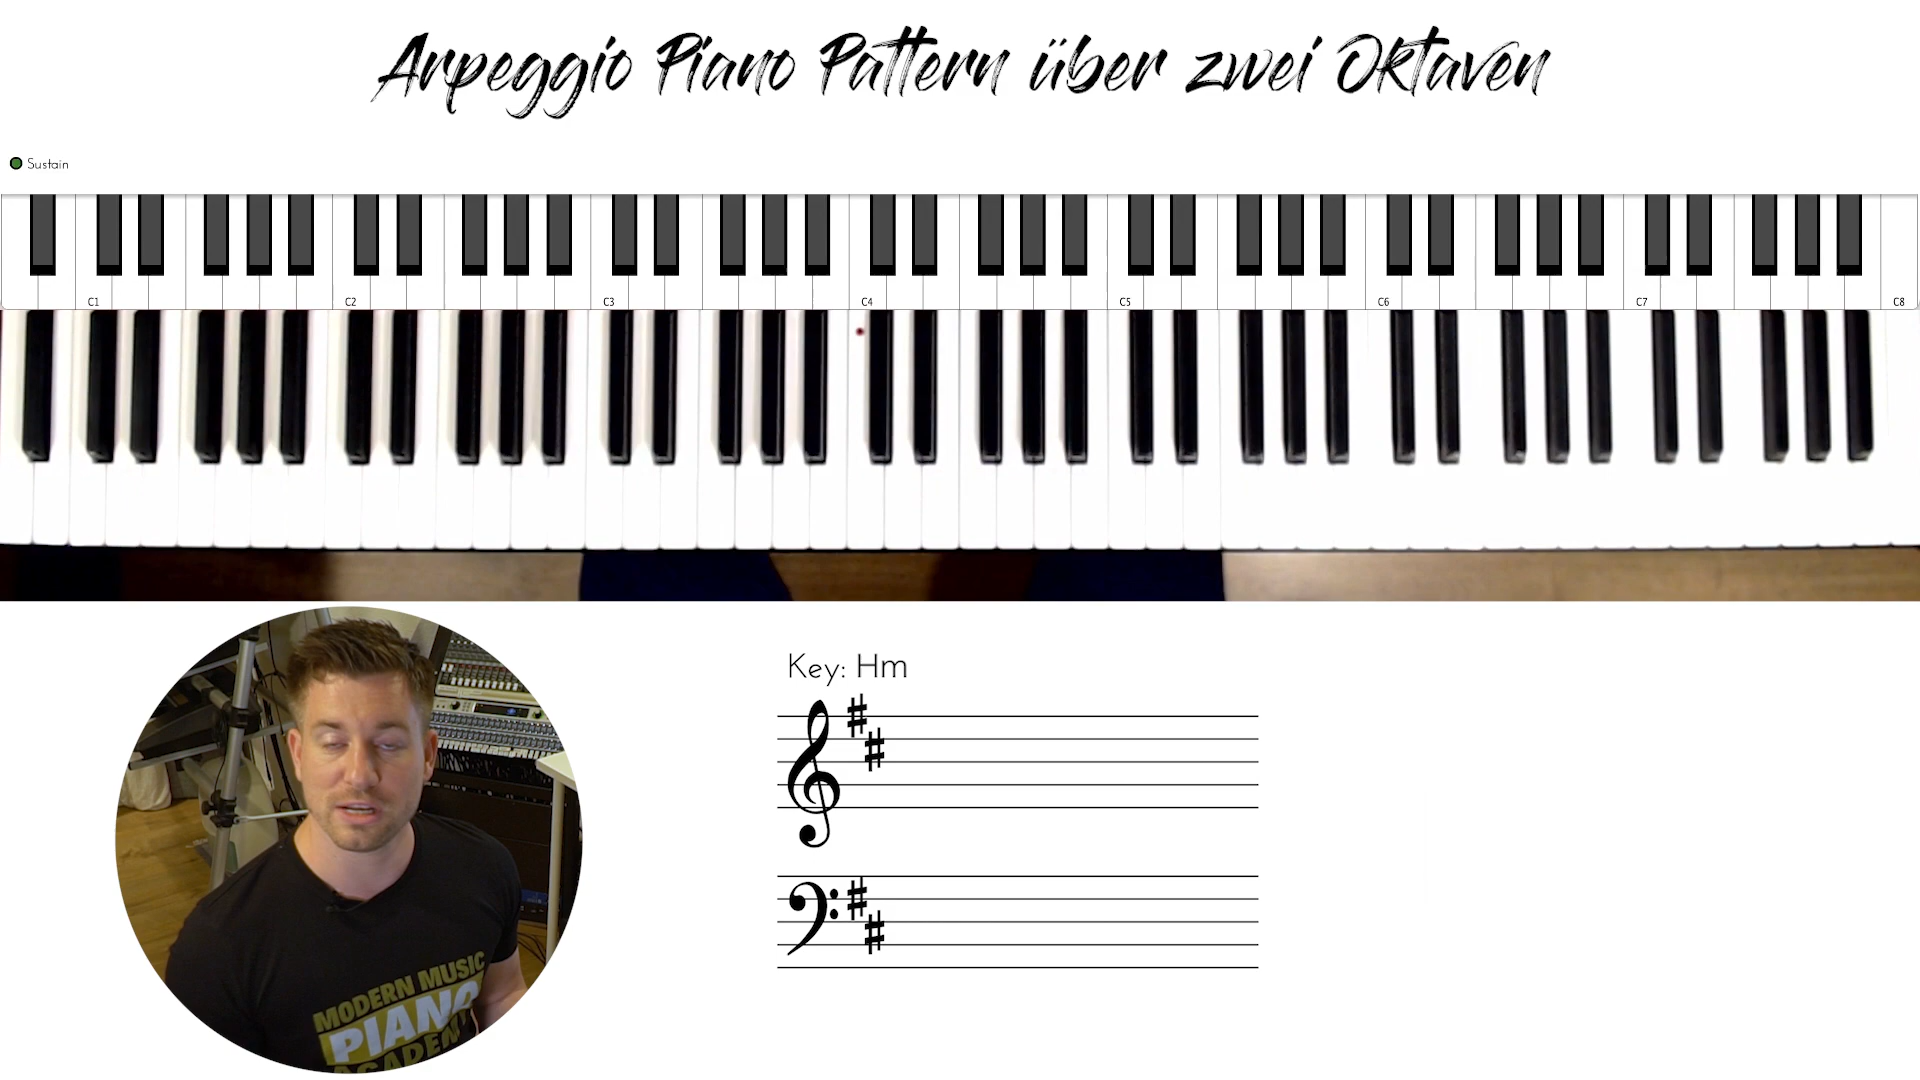 Arpeggio Piano Pattern über zwei Oktaven
Sustain
C1 C2 C3 C4 C5 C6 C7 C8
Key: Hm
MODERN MUSIC
PIANO
ACADEMY